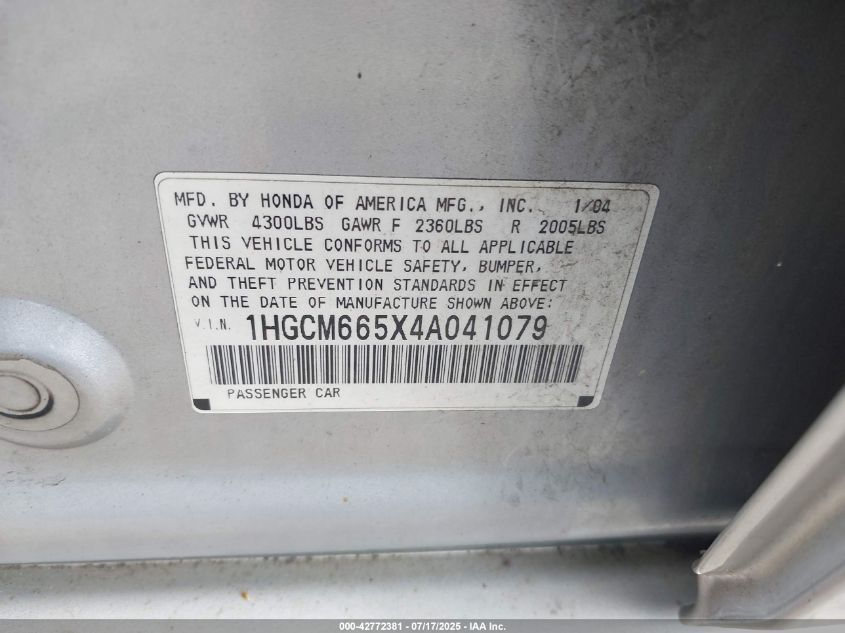 MFD. BY HONDA OF AMERICA MFG., INC. 1/04
GVWR 4300LBS GAWR F 2360LBS R 2005LBS
THIS VEHICLE CONFORMS TO ALL APPLICABLE
FEDERAL MOTOR VEHICLE SAFETY, BUMPER,
AND THEFT PREVENTION STANDARDS IN EFFECT
ON THE DATE OF MANUFACTURE SHOWN ABOVE:
V.I.N. 1HGCM665X4A041079
PASSENGER CAR
000-42772381 - 07/17/2025 - IAA Inc.